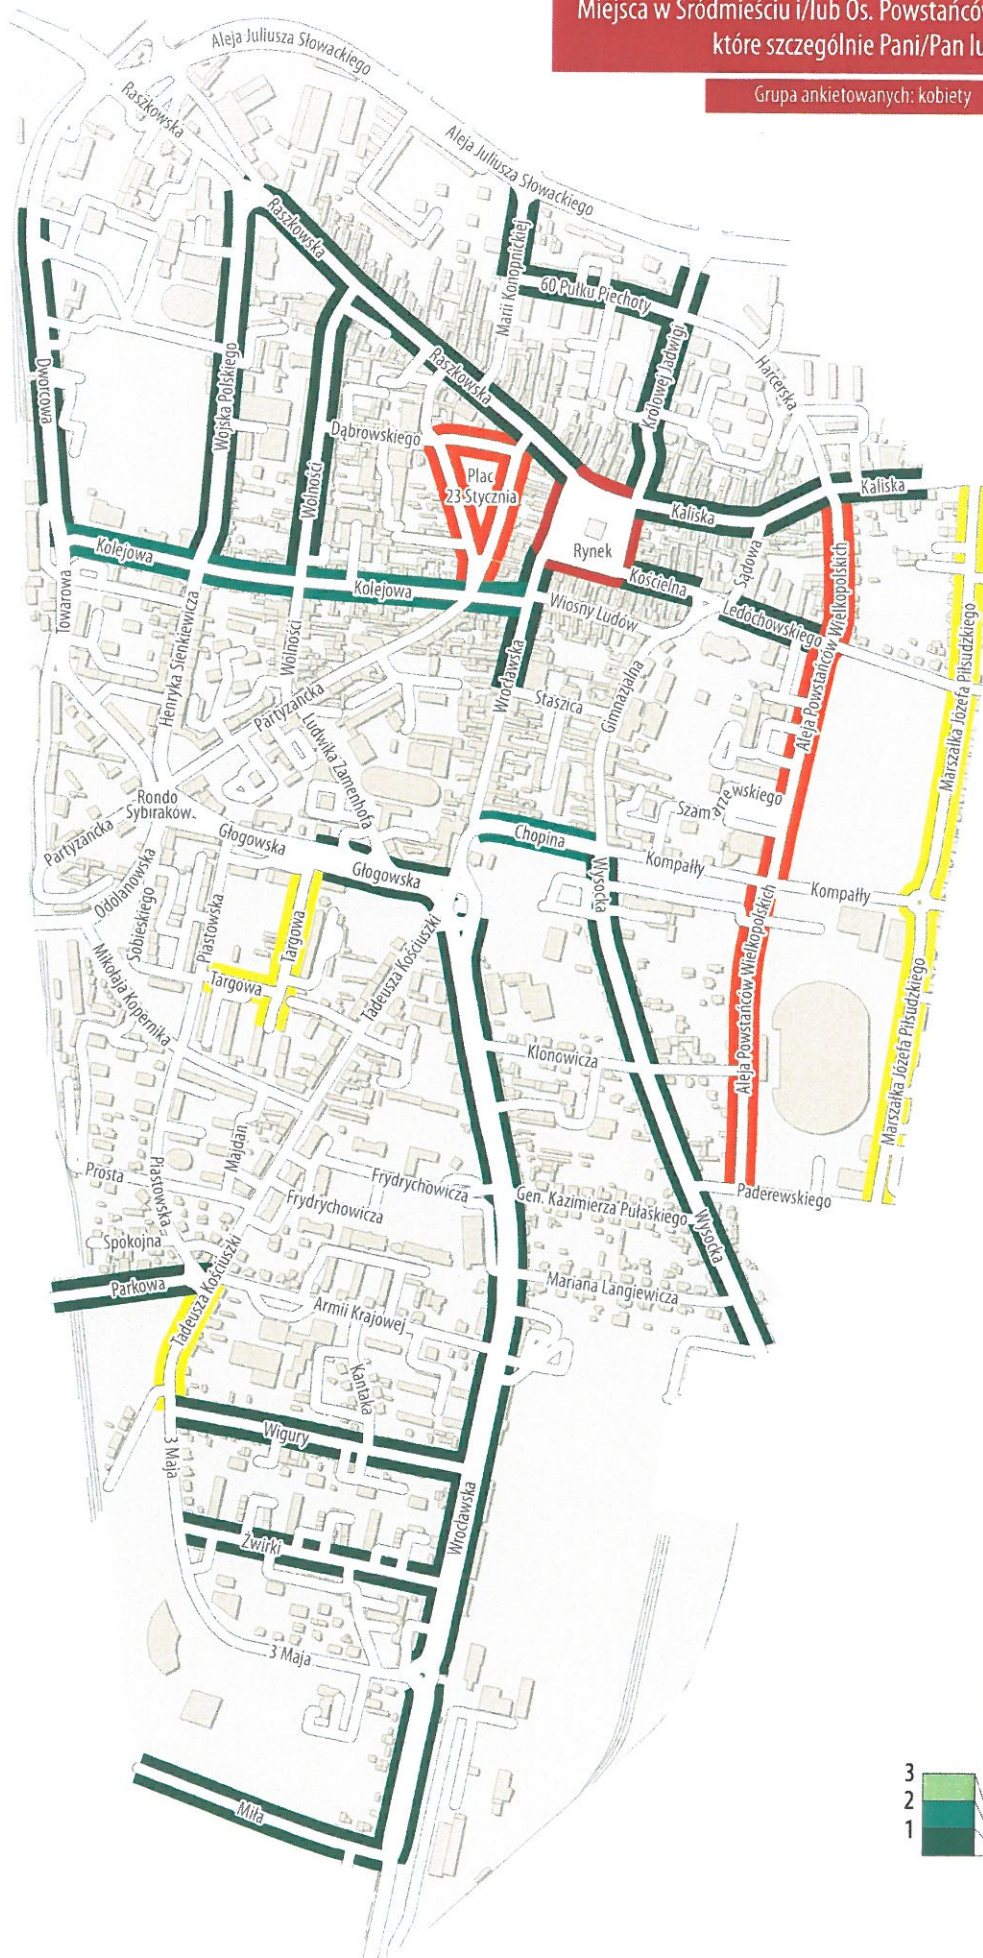 Miejsca w Śródmieściu i/lub Os. Powstańców
które szczególnie Pani/Pan lu
Grupa ankietowanych: kobiety
Aleja Juliusza Słowackiego
Raszkowska
Aleja Juliusza Słowackiego
Raszkowska
Marii Konopnickiej
60 Pułku Piechoty
Królowej Jadwigi
Harcerska
Raszkowska
Dworcowa
Wojska Polskiego
Dąbrowskiego
Plac
23 Stycznia
Wolności
Kaliska
Kaliska
Rynek
Sądowa
Kolejowa
Kolejowa
Kościelna
Wiosny Ludów
Ledóchowskiego
Towarowa
Henryka Sienkiewicza
Wolności
Wrocławska
Staszica
Gimnazjalna
Aleja Powstańców Wielkopolskich
Marszałka Józefa Piłsudzkiego
Partyzancka
Ludwika Zamenhofa
Szamarzewskiego
Rondo
Sybiraków
Partyzancka
Głogowska
Głogowska
Chopina
Kompałły
Kompałły
Wysocka
Odolanowska
Sobieskiego
Piastowska
Targowa
Targowa
Mikołaja Kopernika
Tadeusza Kościuszki
Aleja Powstańców Wielkopolskich
Marszałka Józefa Piłsudzkiego
Klonowicza
Majdan
Prosta
Piastowska
Frydrychowicza
Frydrychowicza
Gen. Kazimierza Pułaskiego
Paderewskiego
Wysocka
Spokojna
Parkowa
Tadeusza Kościuszki
Armii Krajowej
Mariana Langiewicza
Kantaka
3 Maja
Wigury
Wrocławska
Żwirki
3 Maja
Miła
3
2
1